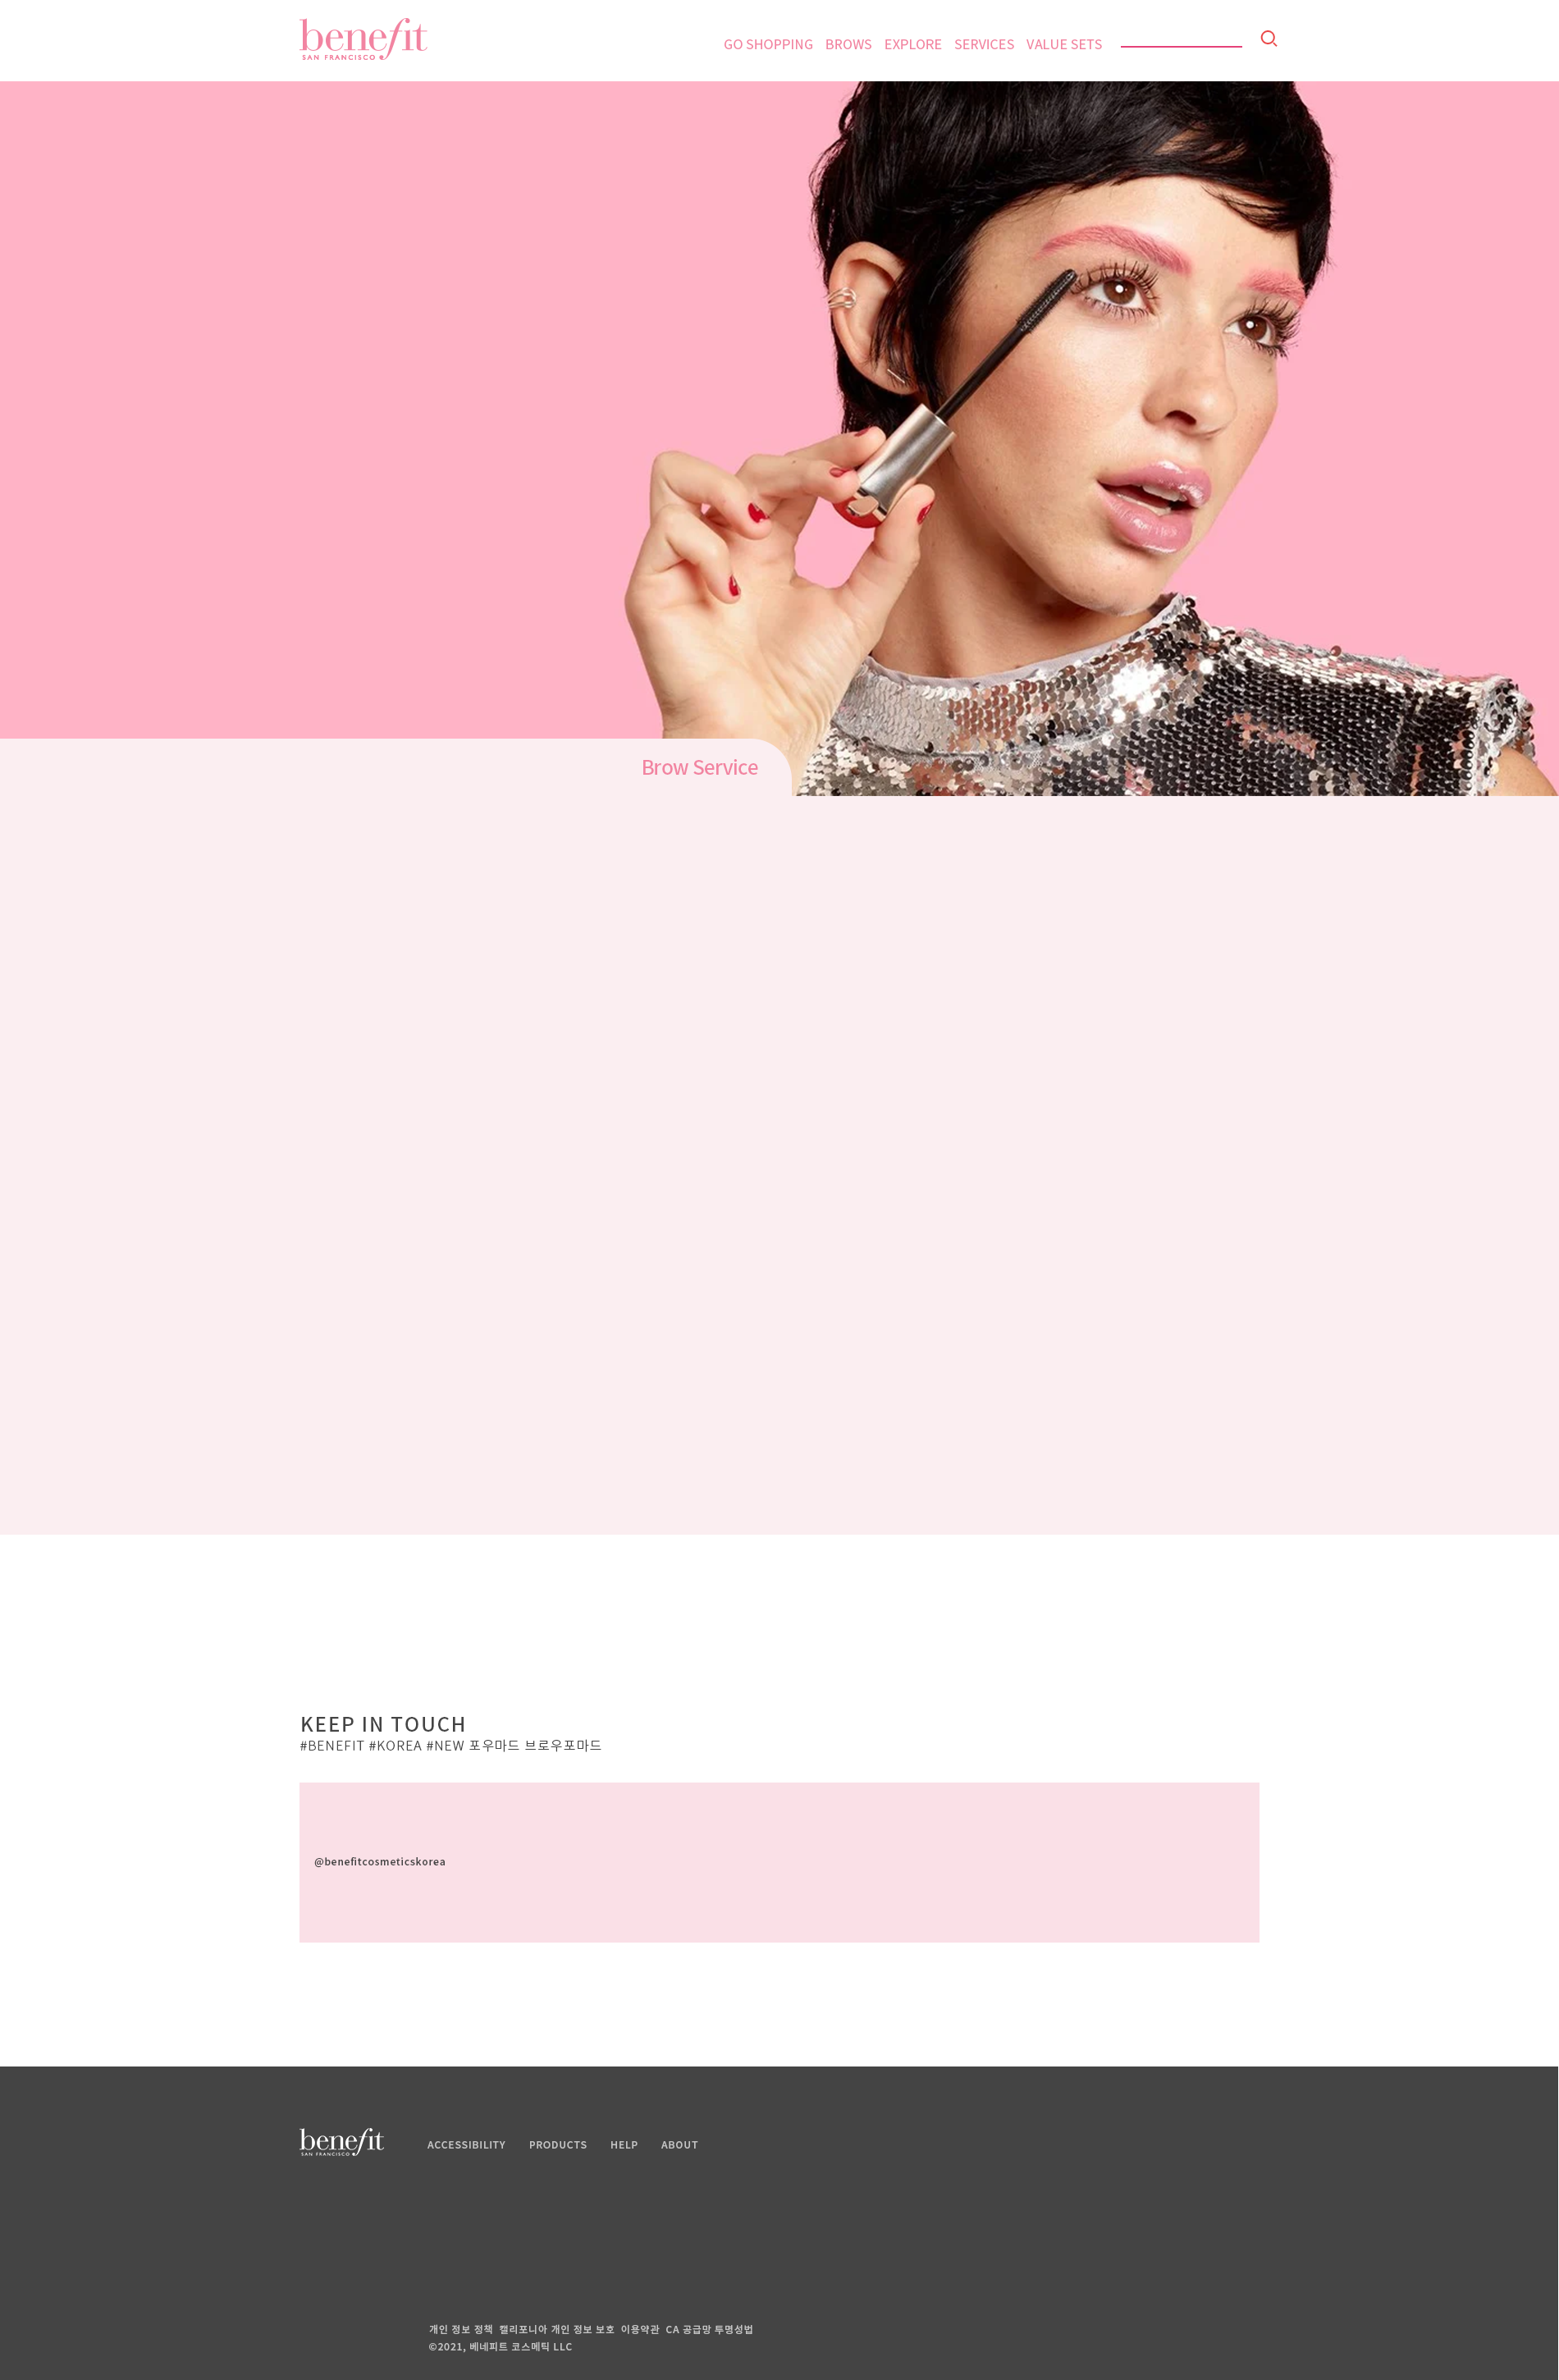 benefit
SAN FRANCISCO
GO SHOPPING BROWS EXPLORE SERVICES VALUE SETS
Brow Service
KEEP IN TOUCH
#BENEFIT #KOREA #NEW 포우마드 브로우포마드
@benefitcosmeticskorea
benefit
SAN FRANCISCO
ACCESSIBILITY PRODUCTS HELP ABOUT
개인 정보 정책 캘리포니아 개인 정보 보호 이용약관 CA 공급망 투명성법
©2021, 베네피트 코스메틱 LLC